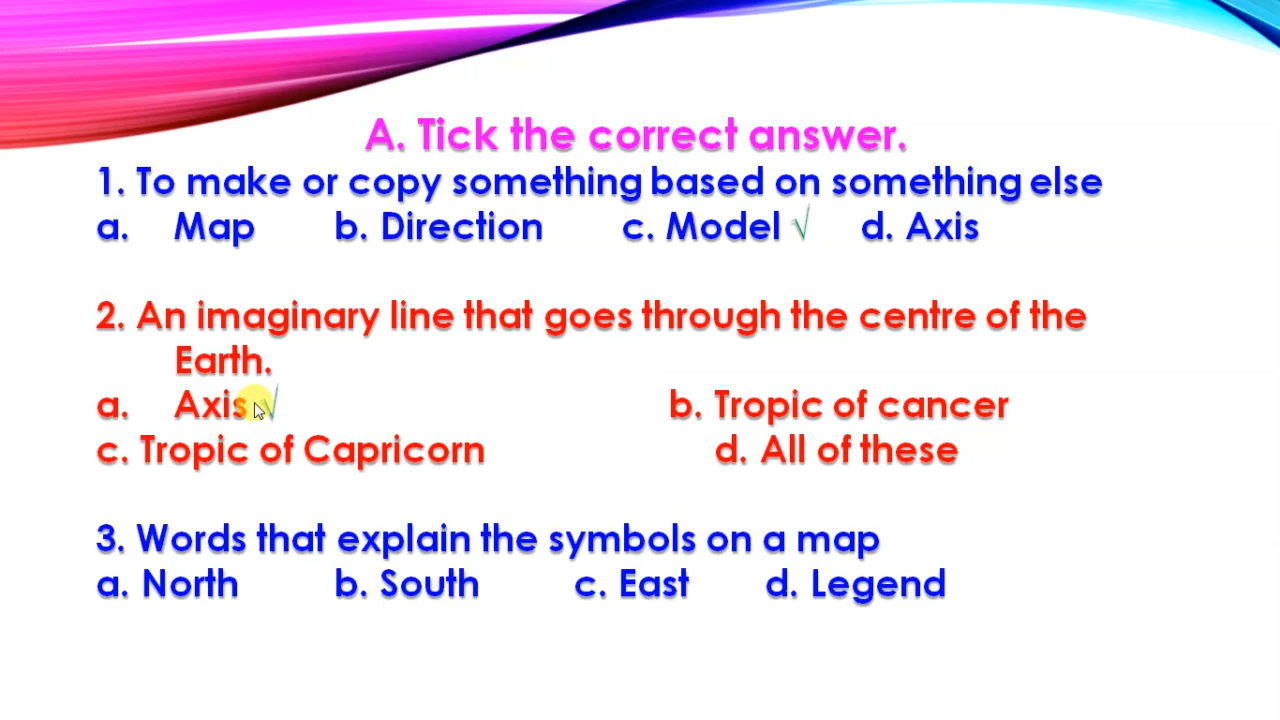 A. Tick the correct answer.
1. To make or copy something based on something else
a. Map b. Direction c. Model √ d. Axis
2. An imaginary line that goes through the centre of the
Earth.
a. Axis √ b. Tropic of cancer
c. Tropic of Capricorn d. All of these
3. Words that explain the symbols on a map
a. North b. South c. East d. Legend